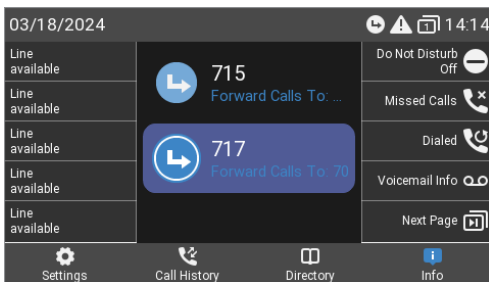 03/18/2024
1
14:14
Line
available
Line
available
Line
available
Line
available
Line
available
715
Forward Calls To: ...
717
Forward Calls To: 70
Do Not Disturb
Off
Missed Calls
Dialed
Voicemail Info
Next Page
Settings
Call History
Directory
Info